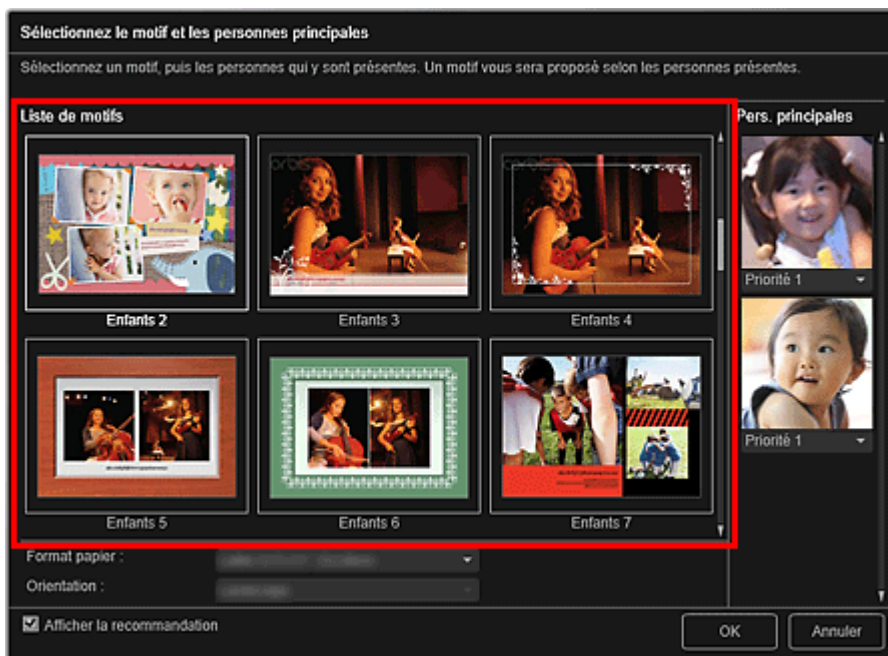 Sélectionnez le motif et les personnes principales
Sélectionnez un motif, puis les personnes qui y sont présentes. Un motif vous sera proposé selon les personnes présentes.
Liste de motifs
Pers. principales
Enfants 2
Enfants 3
Enfants 4
Priorité 1
Enfants 5
Enfants 6
Enfants 7
Priorité 1
Format papier :
Orientation :
Afficher la recommandation
OK
Annuler